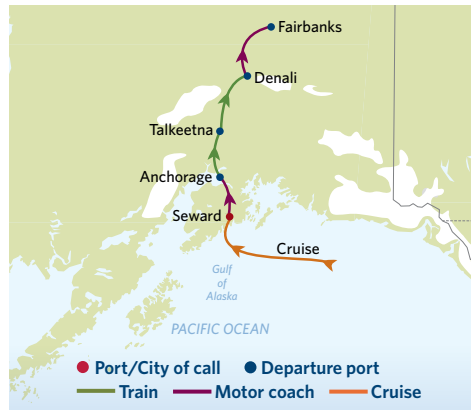 Fairbanks
Denali
Talkeetna
Anchorage
Seward
Cruise
Gulf
of
Alaska
PACIFIC OCEAN
Port/City of call Departure port
Train Motor coach Cruise